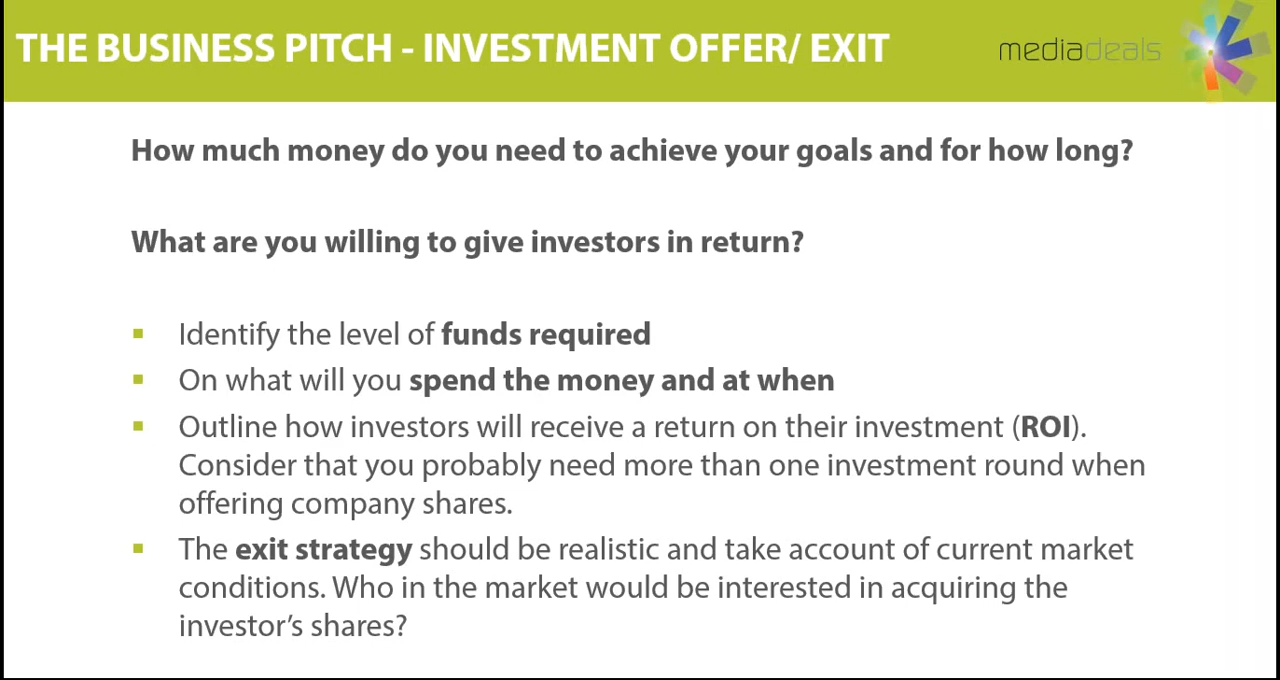 THE BUSINESS PITCH - INVESTMENT OFFER/ EXIT
mediadeals
How much money do you need to achieve your goals and for how long?
What are you willing to give investors in return?
▪ Identify the level of funds required
▪ On what will you spend the money and at when
▪ Outline how investors will receive a return on their investment (ROI).
Consider that you probably need more than one investment round when
offering company shares.
▪ The exit strategy should be realistic and take account of current market
conditions. Who in the market would be interested in acquiring the
investor’s shares?